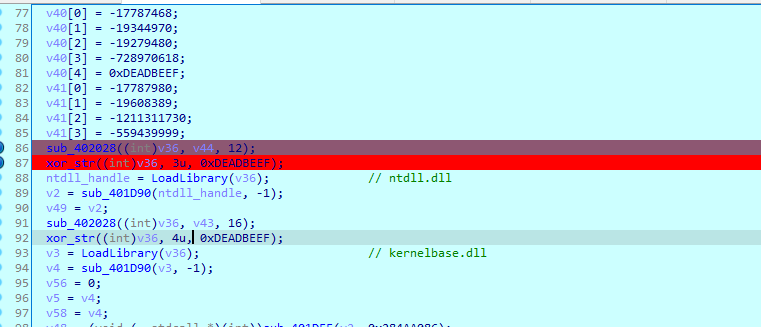 77 v40[0] = -17787468;
78 v40[1] = -19344970;
79 v40[2] = -19279480;
80 v40[3] = -728970618;
81 v40[4] = 0xDEADBEEF;
82 v41[0] = -17787980;
83 v41[1] = -19608389;
84 v41[2] = -1211311730;
85 v41[3] = -559439999;
86 sub_402028((int)v36, v44, 12);
87 xor_str((int)v36, 3u, 0xDEADBEEF);
88 ntdll_handle = LoadLibrary(v36); // ntdll.dll
89 v2 = sub_401D90(ntdll_handle, -1);
90 v49 = v2;
91 sub_402028((int)v36, v43, 16);
92 xor_str((int)v36, 4u, 0xDEADBEEF);
93 v3 = LoadLibrary(v36); // kernelbase.dll
94 v4 = sub_401D90(v3, -1);
95 v56 = 0;
96 v5 = v4;
97 v58 = v4;